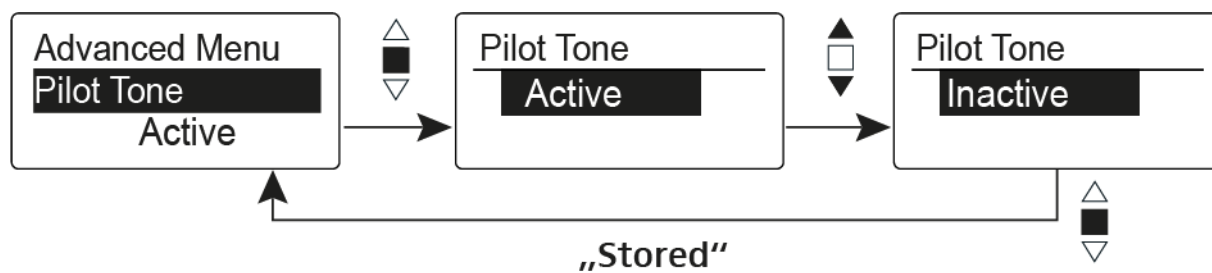 Advanced Menu
Pilot Tone
Active
Pilot Tone
Active
Pilot Tone
Inactive
„Stored“